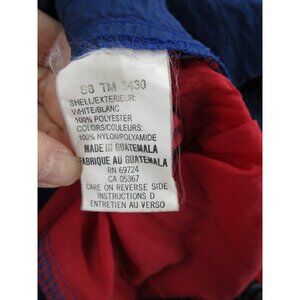 S8 TM 3430
SHELL/EXTERIEUR:
WHITE/BLANC
100% POLYESTER
COLORS/COULEURS:
100% NYLON/POLYAMIDE
MADE IN GUATEMALA
FABRIQUE AU GUATEMALA
RN 69724
CA 05367
CARE ON REVERSE SIDE
INSTRUCTIONS D
ENTRETIEN AU VERSO